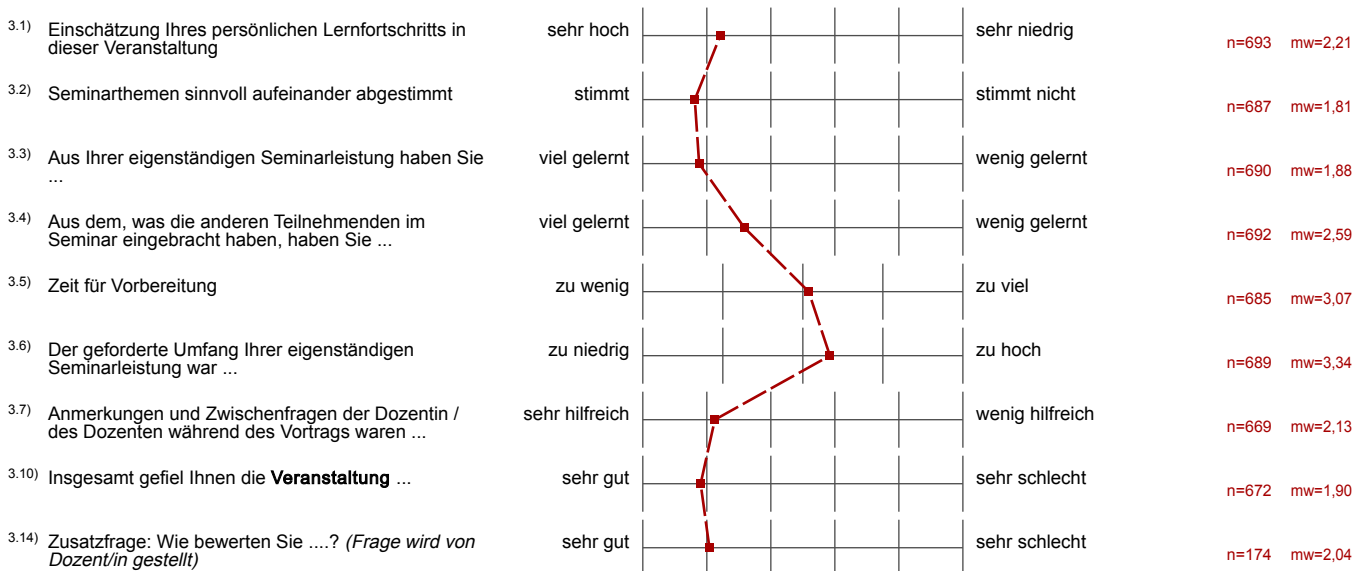 3.1) Einschätzung Ihres persönlichen Lernfortschritts in sehr hoch sehr niedrig n=693 mw=2,21
dieser Veranstaltung
3.2) Seminarthemen sinnvoll aufeinander abgestimmt stimmt stimmt nicht n=687 mw=1,81
3.3) Aus Ihrer eigenständigen Seminarleistung haben Sie viel gelernt wenig gelernt n=690 mw=1,88
...
3.4) Aus dem, was die anderen Teilnehmenden im viel gelernt wenig gelernt n=692 mw=2,59
Seminar eingebracht haben, haben Sie ...
3.5) Zeit für Vorbereitung zu wenig zu viel n=685 mw=3,07
3.6) Der geforderte Umfang Ihrer eigenständigen zu niedrig zu hoch n=689 mw=3,34
Seminarleistung war ...
3.7) Anmerkungen und Zwischenfragen der Dozentin / sehr hilfreich wenig hilfreich n=669 mw=2,13
des Dozenten während des Vortrags waren ...
3.10) Insgesamt gefiel Ihnen die Veranstaltung ... sehr gut sehr schlecht n=672 mw=1,90
3.14) Zusatzfrage: Wie bewerten Sie ....? (Frage wird von sehr gut sehr schlecht n=174 mw=2,04
Dozent/in gestellt)